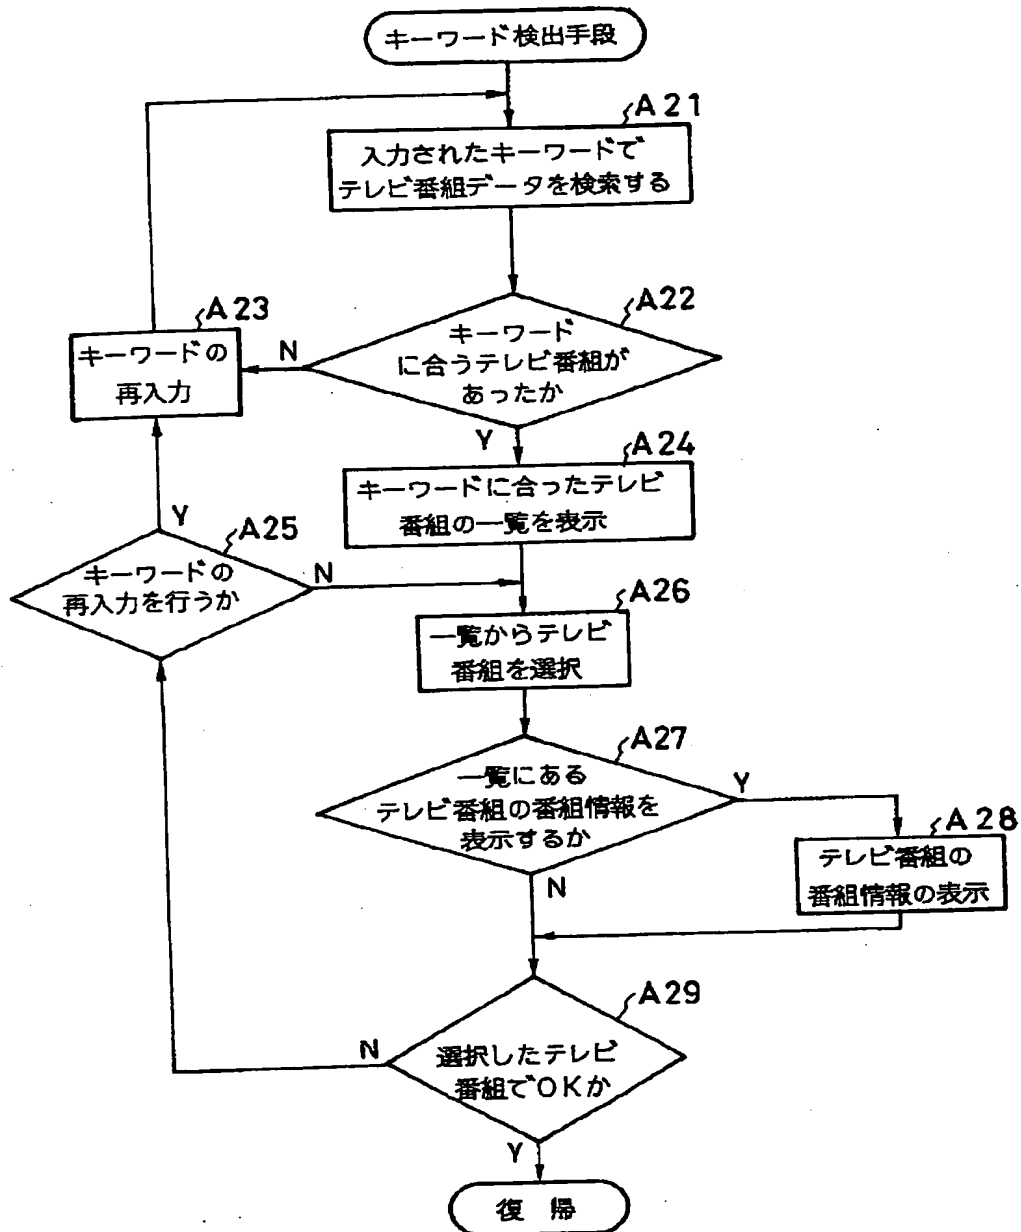 キーワード検出手段
A21
入力されたキーワードで
テレビ番組データを検索する
A22
キーワード
に合うテレビ番組が
あったか
N
Y
A23
キーワードの
再入力
A24
キーワードに合ったテレビ
番組の一覧を表示
Y
A25
キーワードの
再入力を行うか
N
A26
一覧からテレビ
番組を選択
A27
一覧にある
テレビ番組の番組情報を
表示するか
Y
N
A28
テレビ番組の
番組情報の表示
A29
選択したテレビ
番組でOKか
N
Y
復帰